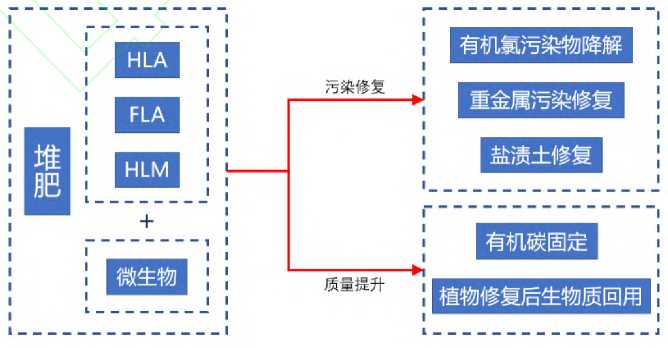 堆肥
HLA
FLA
HLM
+
微生物
污染修复
质量提升
有机氯污染物降解
重金属污染修复
盐渍土修复
有机碳固定
植物修复后生物质回用